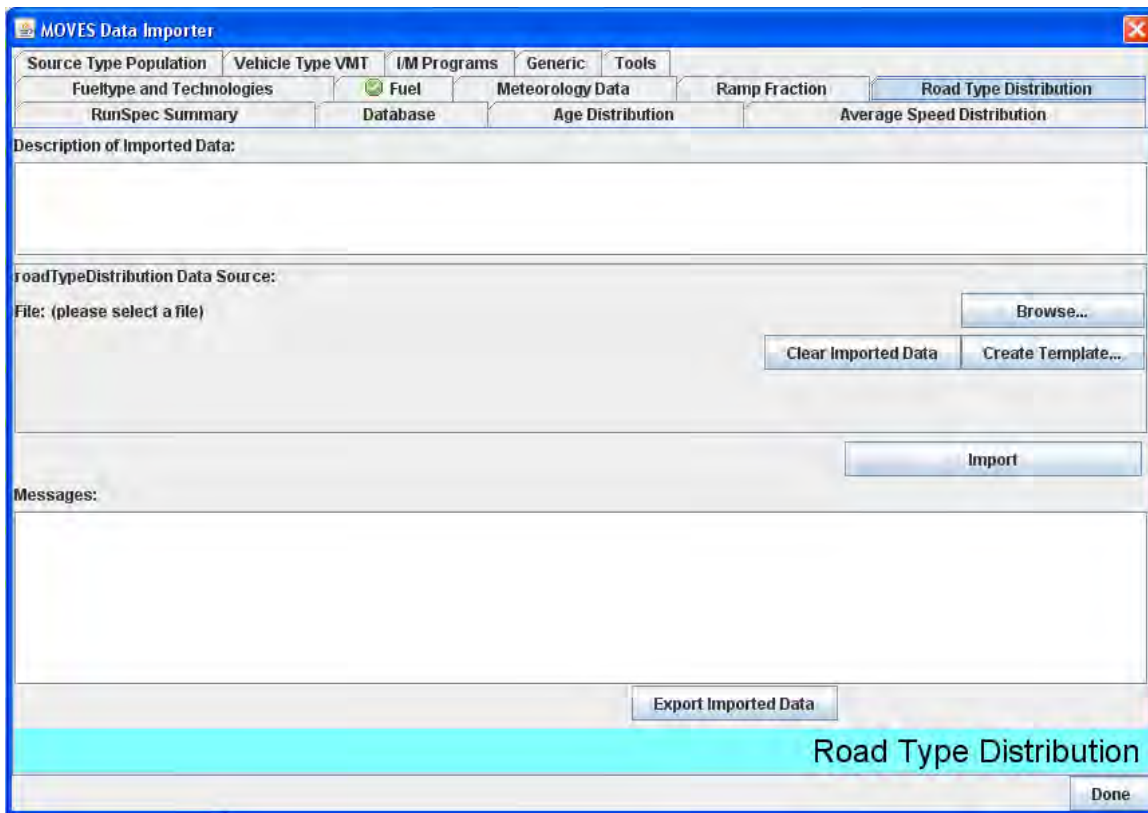 MOVES Data Importer
Source Type Population Vehicle Type VMT I/M Programs Generic Tools
Fueltype and Technologies Fuel Meteorology Data Ramp Fraction Road Type Distribution
RunSpec Summary Database Age Distribution Average Speed Distribution
Description of Imported Data:
roadTypeDistribution Data Source:
File: (please select a file) Browse...
Clear Imported Data Create Template...
Import
Messages:
Export Imported Data
Road Type Distribution
Done